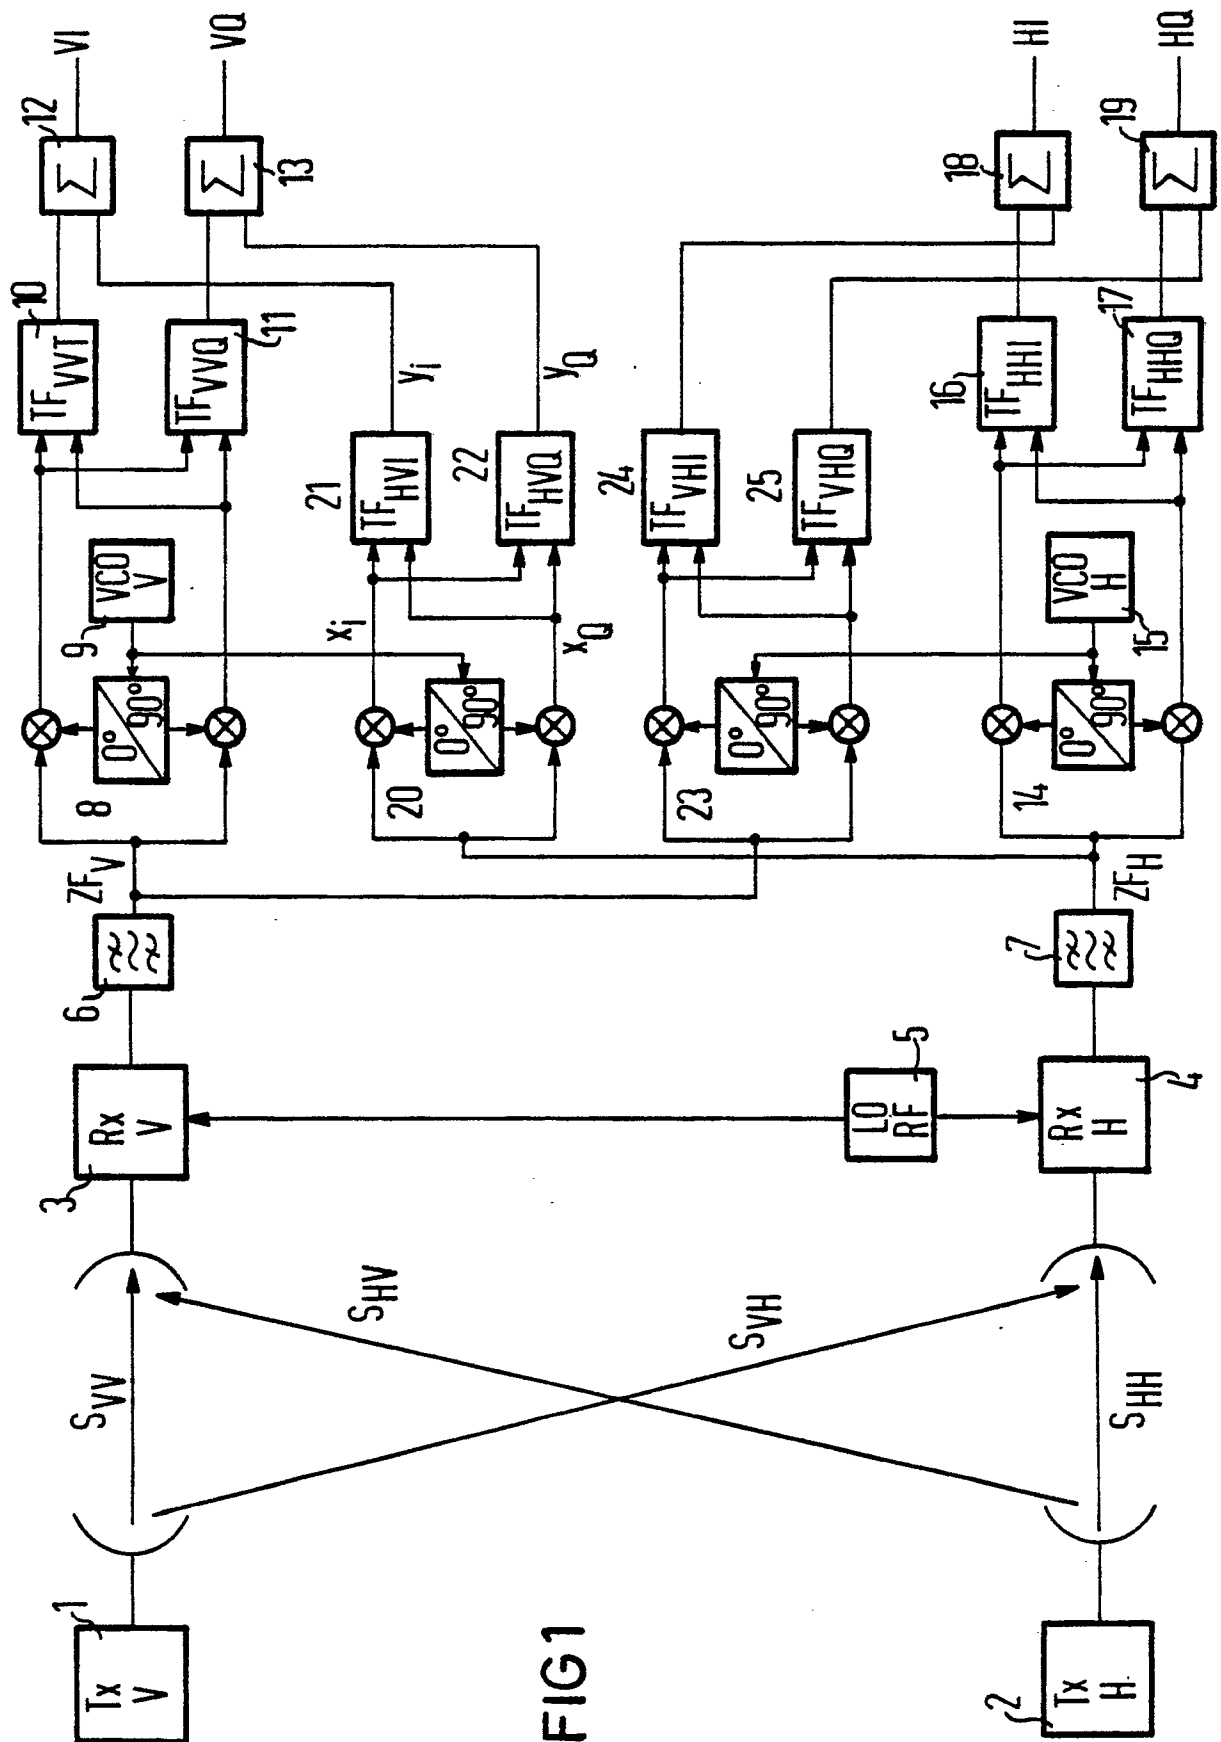 FIG 1
1
Tx
V
2
Tx
H
S_VV
S_HV
S_VH
S_HH
3
Rx
V
4
Rx
H
LO
RF
5
6
7
ZF_V
ZF_H
8
0°
90°
9
VCO
V
20
0°
90°
x_i
x_Q
23
0°
90°
14
0°
90°
15
VCO
H
10
TF_VVT
11
TF_VVQ
21
TF_HVI
22
TF_HVQ
y_i
y_Q
24
TF_VHI
25
TF_VHQ
16
TF_HHI
17
TF_HHQ
12
Σ
VI
13
Σ
VQ
18
Σ
HI
19
Σ
HQ